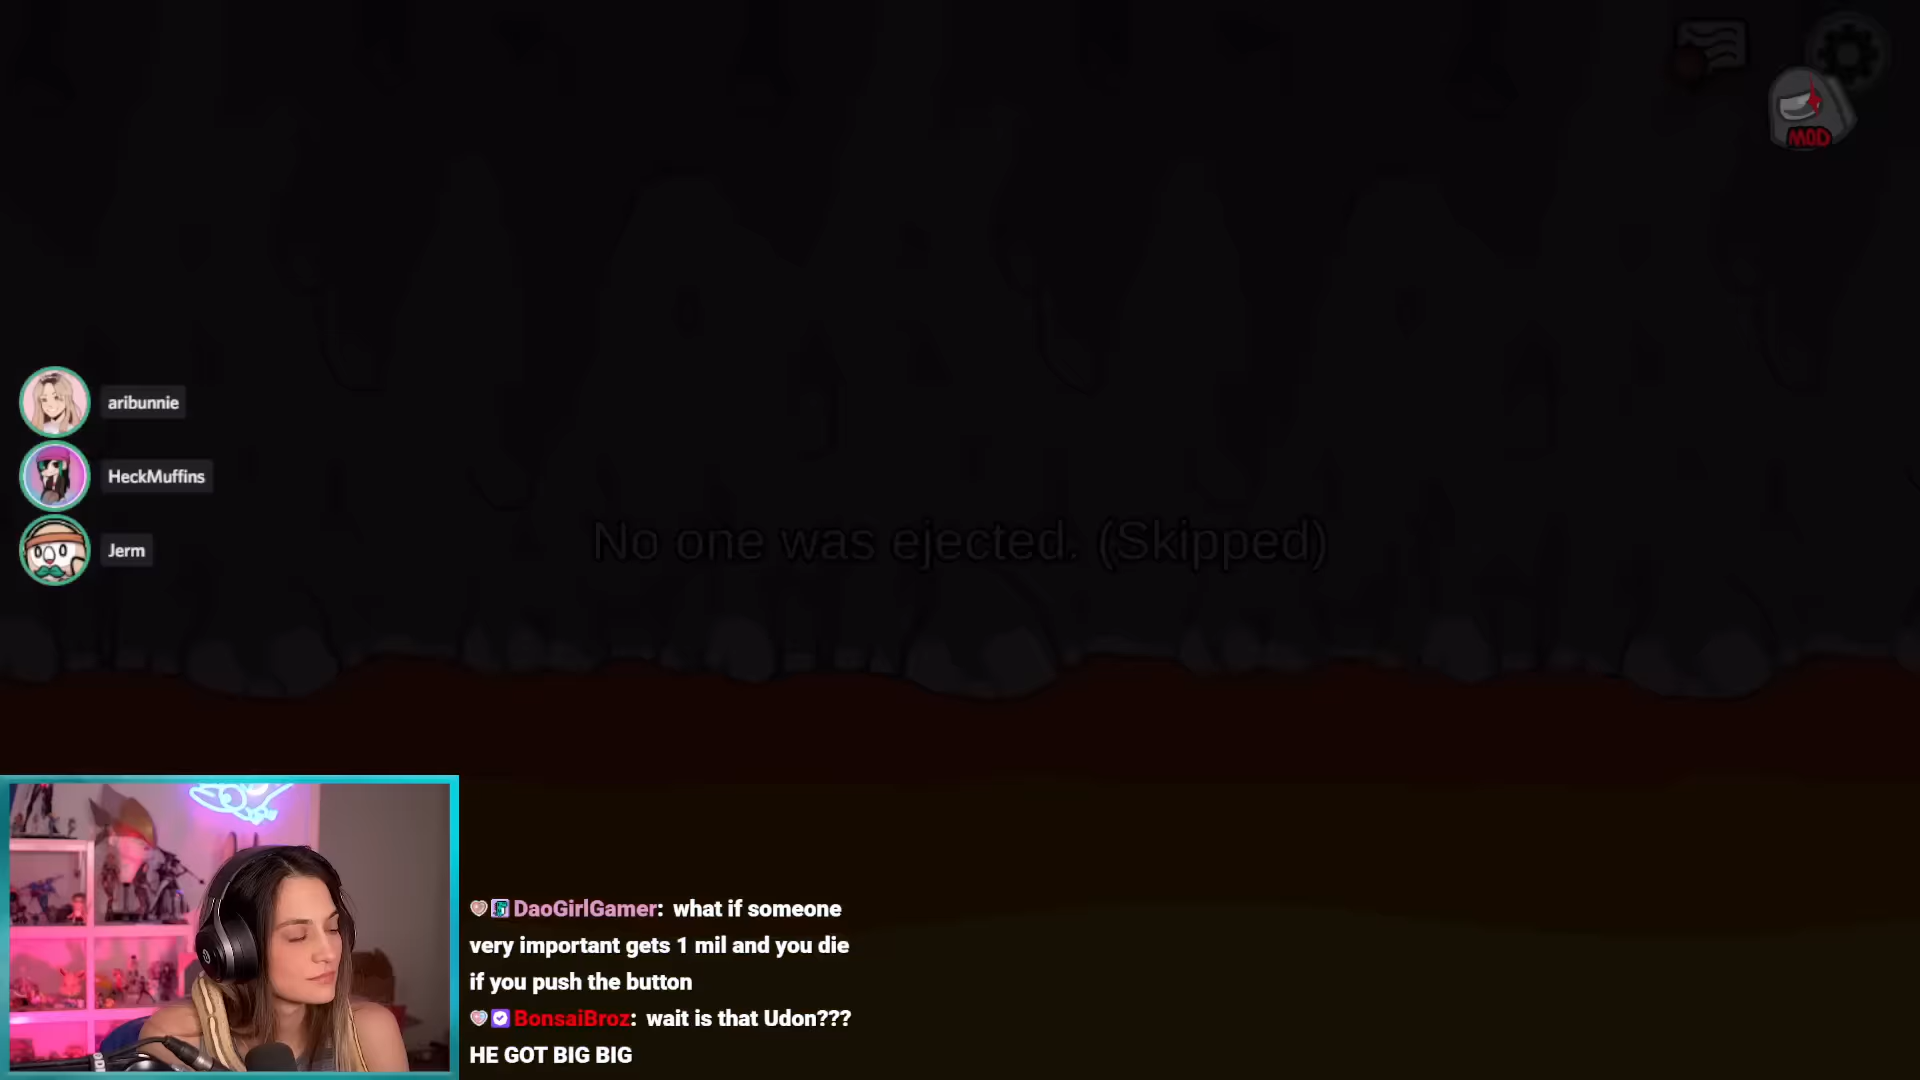 MOD
aribunnie
HeckMuffins
Jerm
No one was ejected. (Skipped)
DaoGirlGamer: what if someone
very important gets 1 mil and you die
if you push the button
BonsaiBroz: wait is that Udon???
HE GOT BIG BIG